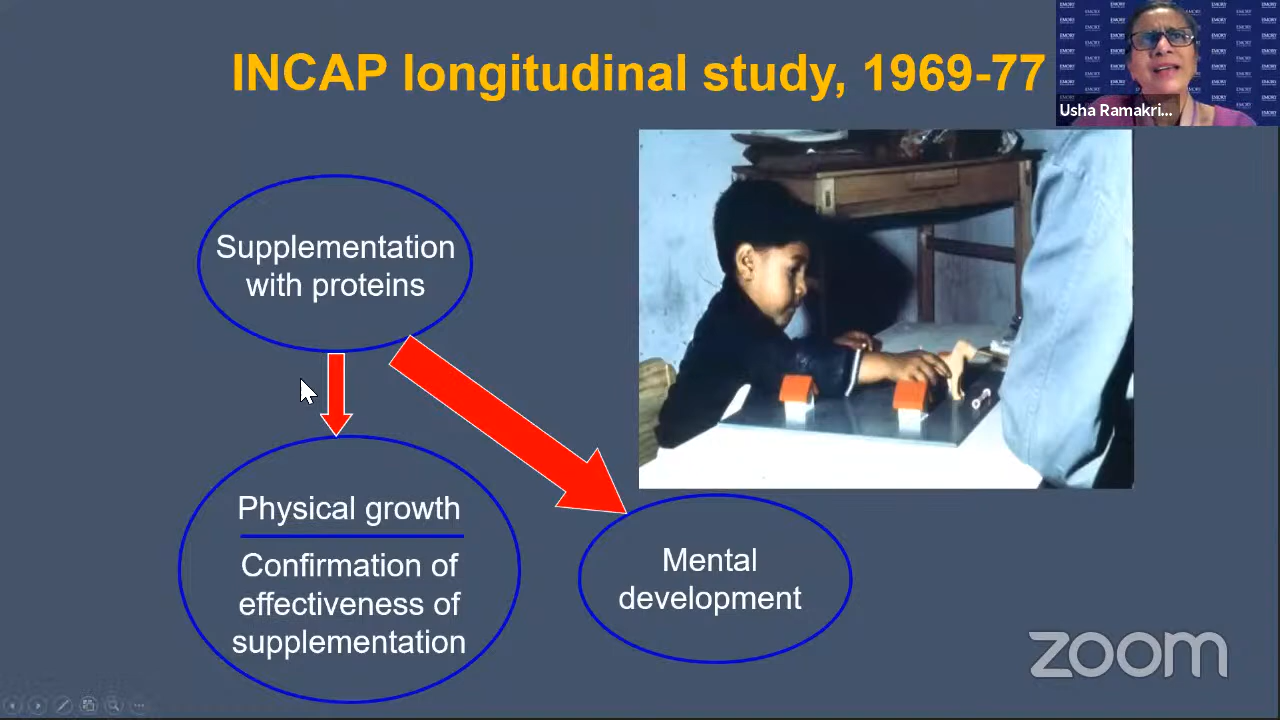 INCAP longitudinal study, 1969-77
Usha Ramakri...
Supplementation
with proteins
Physical growth
Confirmation of
effectiveness of
supplementation
Mental
development
zoom